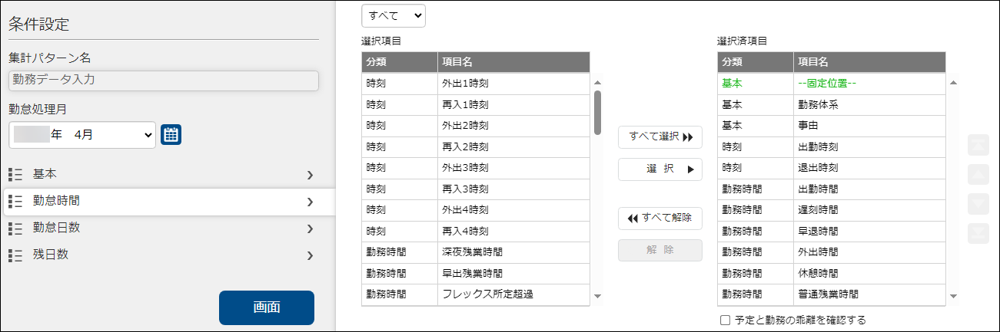 条件設定
集計パターン名
勤務データ入力
勤怠処理月
年 4月
基本
勤怠時間
勤怠日数
残日数
画面
すべて
選択項目
分類 項目名
時刻 外出1時刻
時刻 再入1時刻
時刻 外出2時刻
時刻 再入2時刻
時刻 外出3時刻
時刻 再入3時刻
時刻 外出4時刻
時刻 再入4時刻
勤務時間 深夜残業時間
勤務時間 早出残業時間
勤務時間 フレックス所定超過
すべて選択
選 択
すべて解除
解 除
選択済項目
分類 項目名
基本 --固定位置--
基本 勤務体系
基本 事由
時刻 出勤時刻
時刻 退出時刻
勤務時間 出勤時間
勤務時間 遅刻時間
勤務時間 早退時間
勤務時間 外出時間
勤務時間 休憩時間
勤務時間 普通残業時間
予定と勤務の乖離を確認する